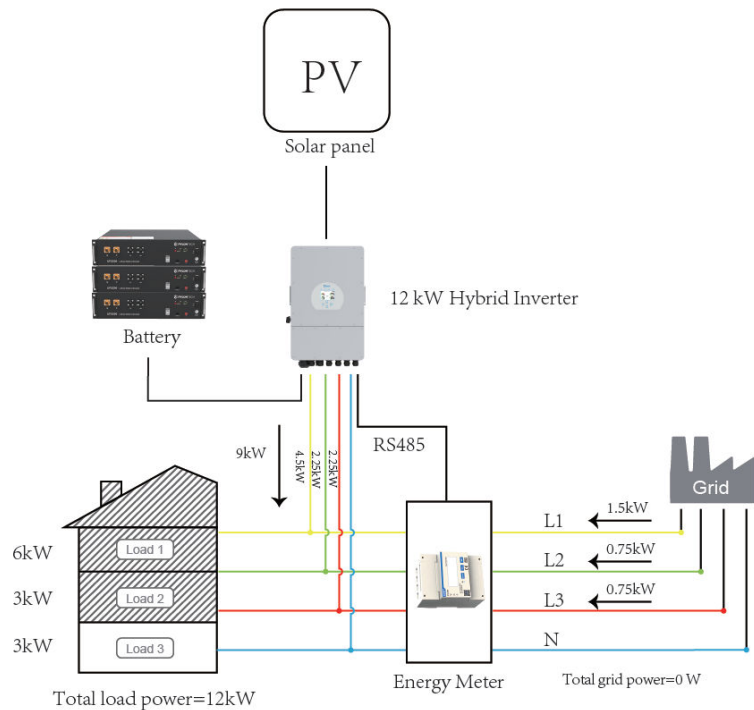 PV
Solar panel
12 kW Hybrid Inverter
Battery
9kW
4.5kW
2.25kW
2.25kW
RS485
Grid
L1
1.5kW
6kW
Load 1
L2
0.75kW
3kW
Load 2
L3
0.75kW
3kW
Load 3
N
Total load power=12kW
Energy Meter
Total grid power=0 W